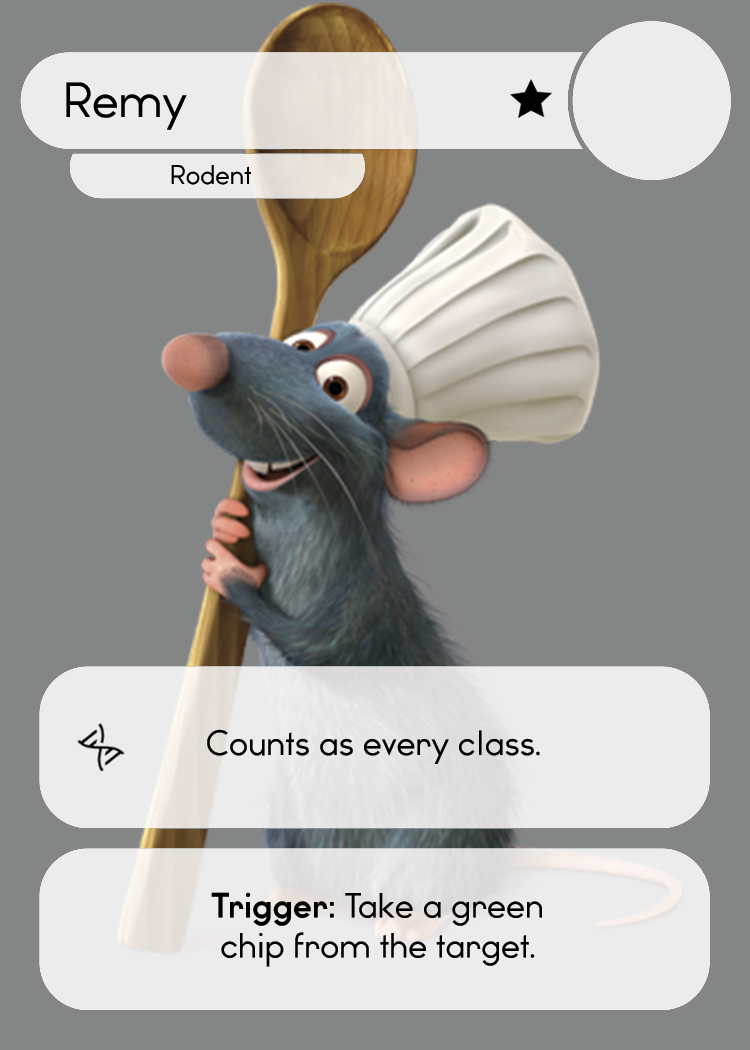 Remy
Rodent
Counts as every class.
Trigger: Take a green
chip from the target.